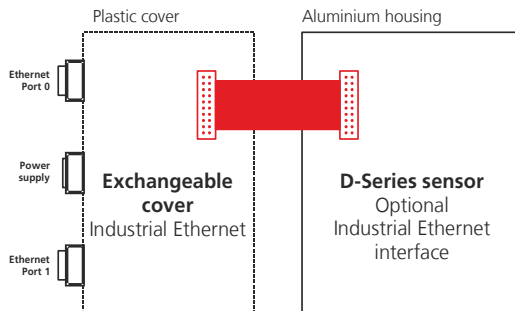 Plastic cover
Aluminium housing
Ethernet
Port 0
Power
supply
Exchangeable
cover
Industrial Ethernet
D-Series sensor
Optional
Industrial Ethernet
interface
Ethernet
Port 1